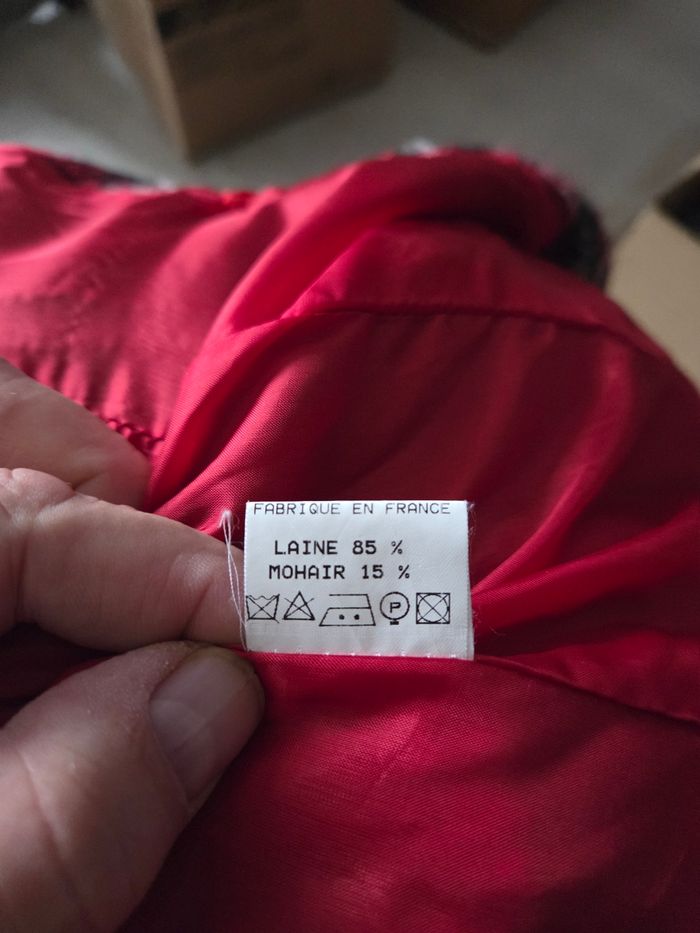 FABRIQUE EN FRANCE
LAINE 85 %
MOHAIR 15 %
P